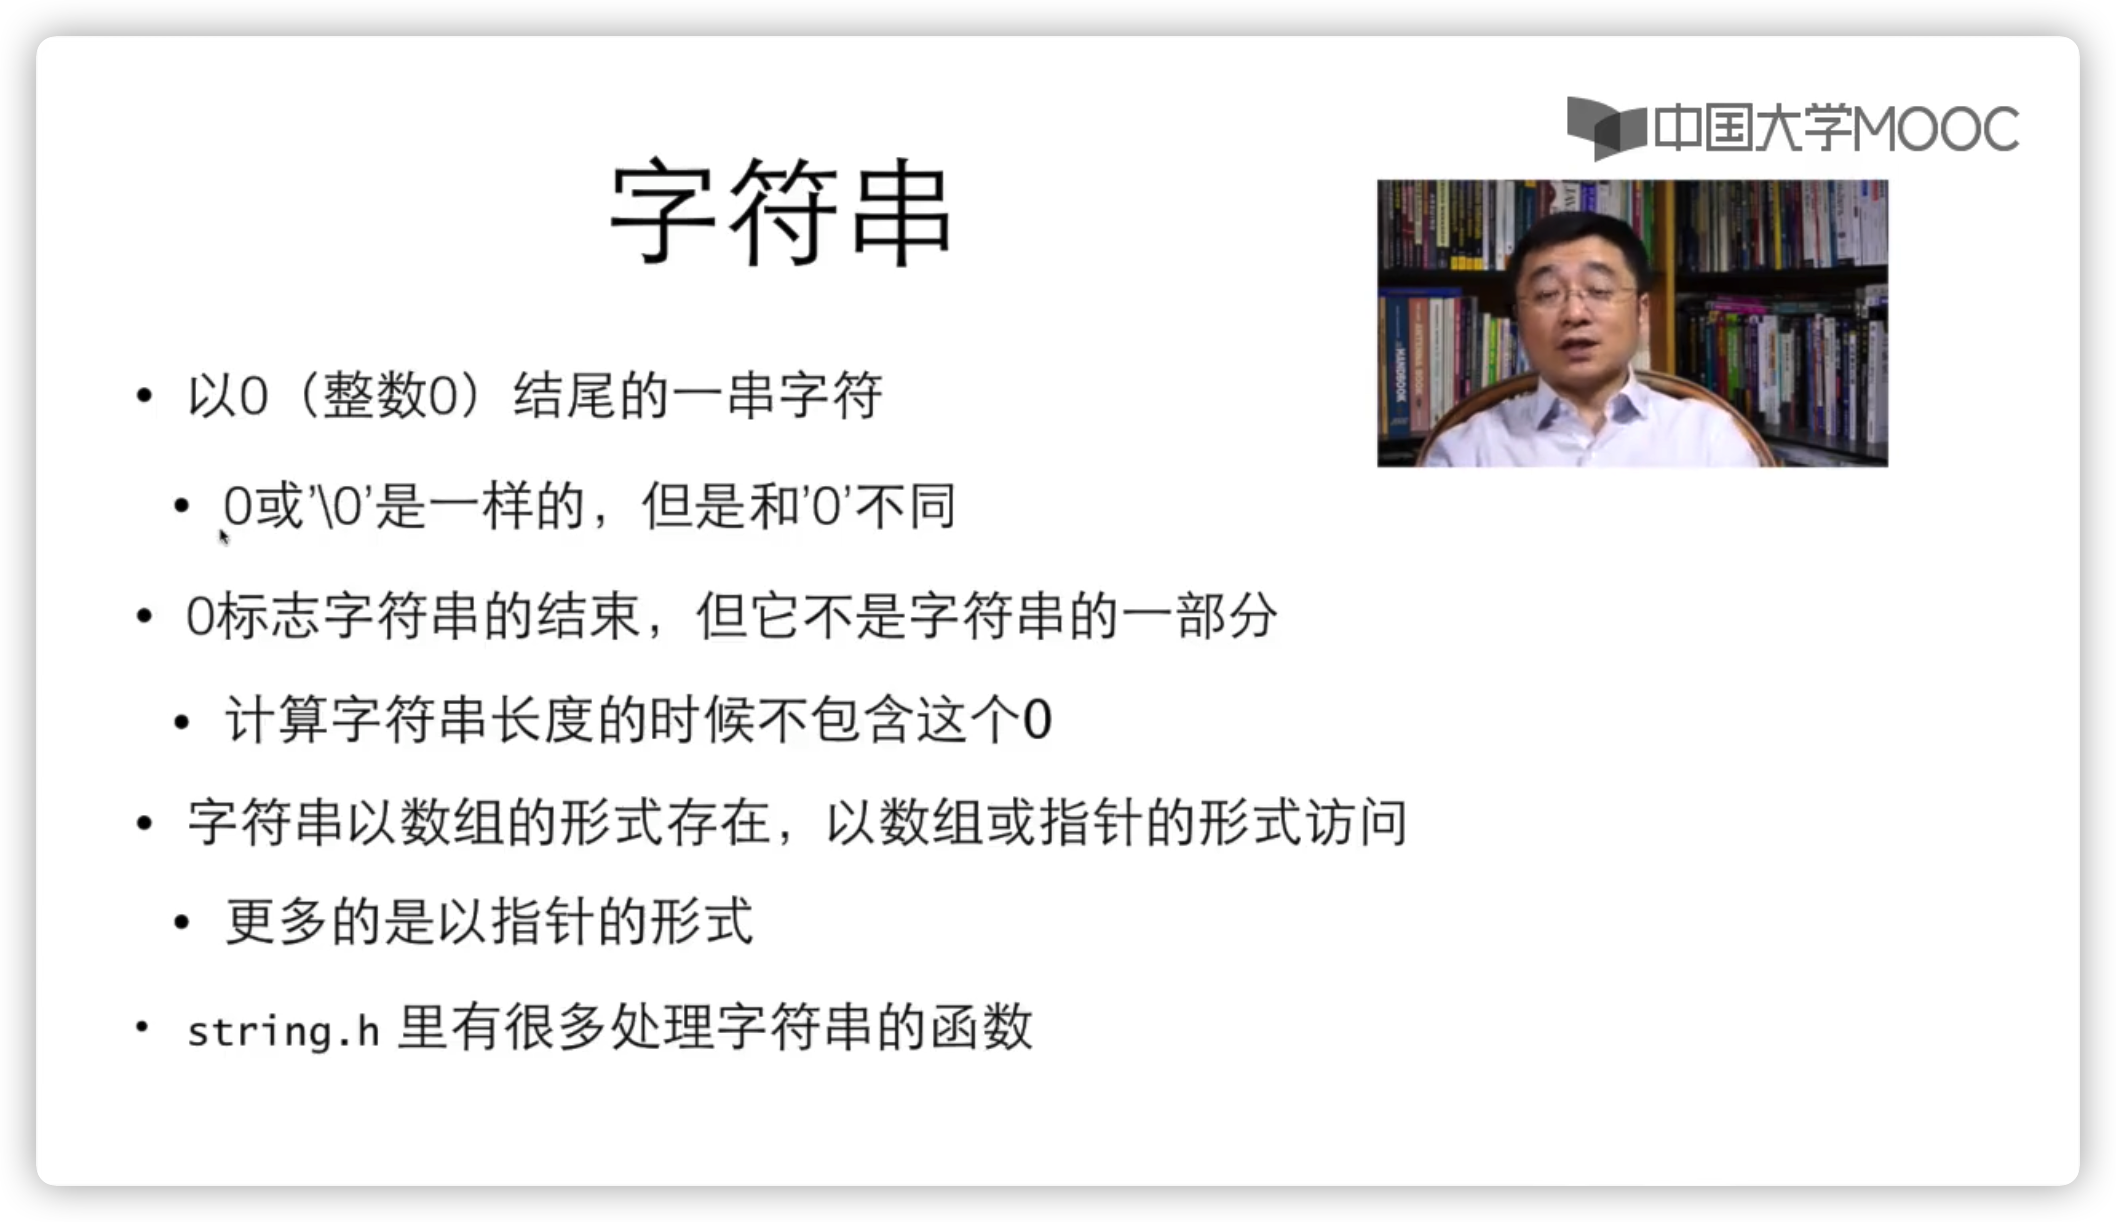 中国大学MOOC
字符串
• 以0（整数0）结尾的一串字符
• 0或’\0’是一样的，但是和’0’不同
• 0标志字符串的结束，但它不是字符串的一部分
• 计算字符串长度的时候不包含这个0
• 字符串以数组的形式存在，以数组或指针的形式访问
• 更多的是以指针的形式
• string.h 里有很多处理字符串的函数